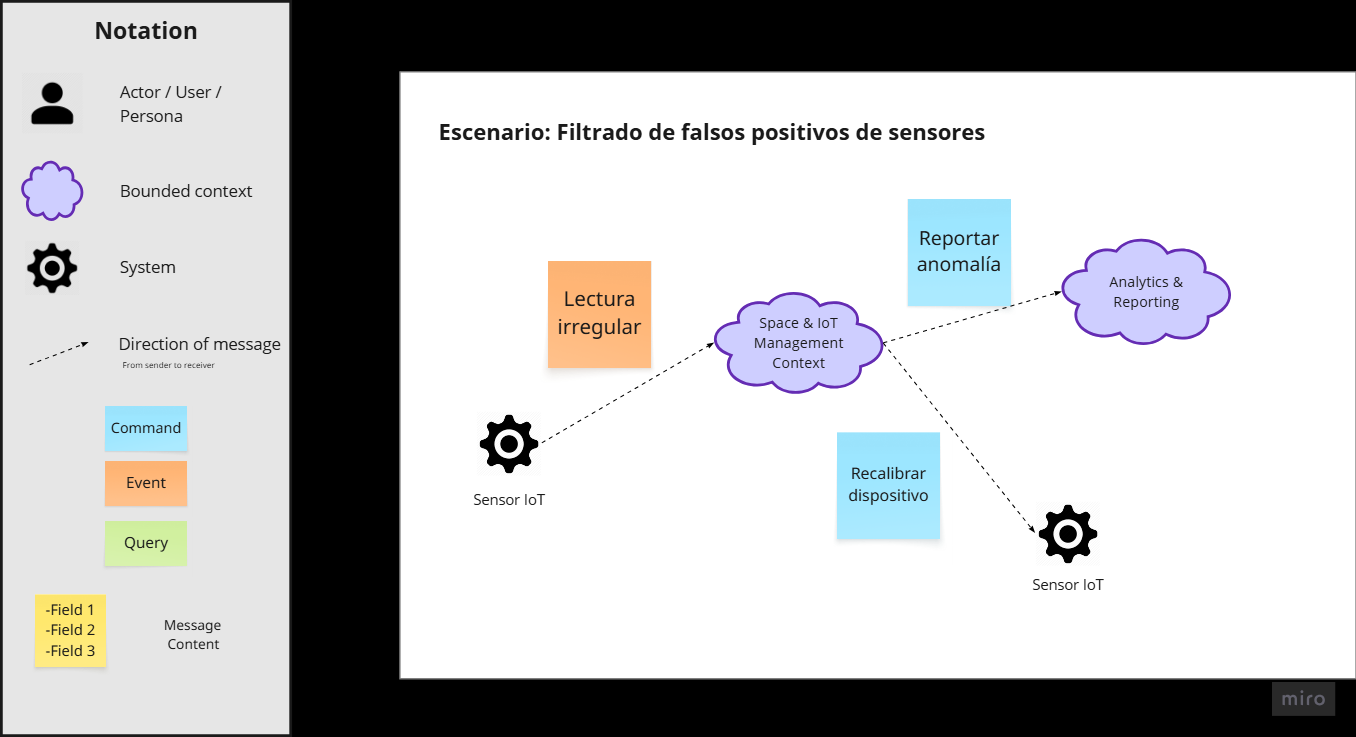 Notation
Actor / User /
Persona
Bounded context
System
Direction of message
From sender to receiver
Command
Event
Query
-Field 1
-Field 2
-Field 3
Message
Content
Escenario: Filtrado de falsos positivos de sensores
Lectura
irregular
Reportar
anomalía
Space & IoT
Management
Context
Analytics &
Reporting
Sensor IoT
Recalibrar
dispositivo
Sensor IoT
miro